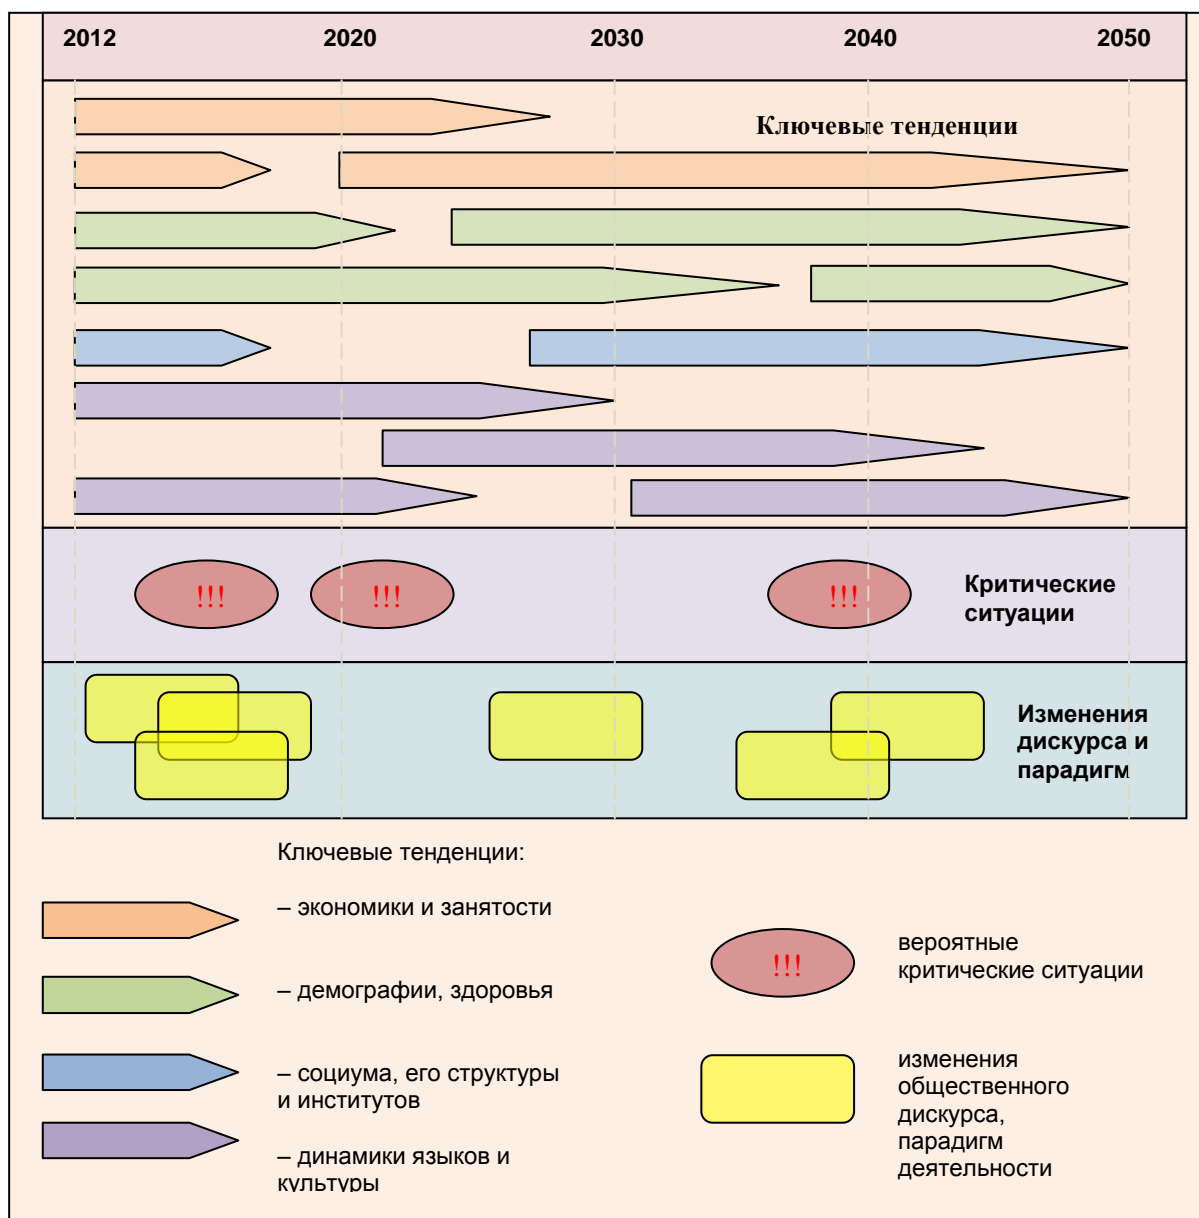 2012 2020 2030 2040 2050
Ключевые тенденции
!!! !!! !!!
Критические
ситуации
Изменения
дискурса и
парадигм
Ключевые тенденции:
– экономики и занятости
– демографии, здоровья
– социума, его структуры
и институтов
– динамики языков и
культуры
!!!
вероятные
критические ситуации
изменения
общественного
дискурса,
парадигм
деятельности